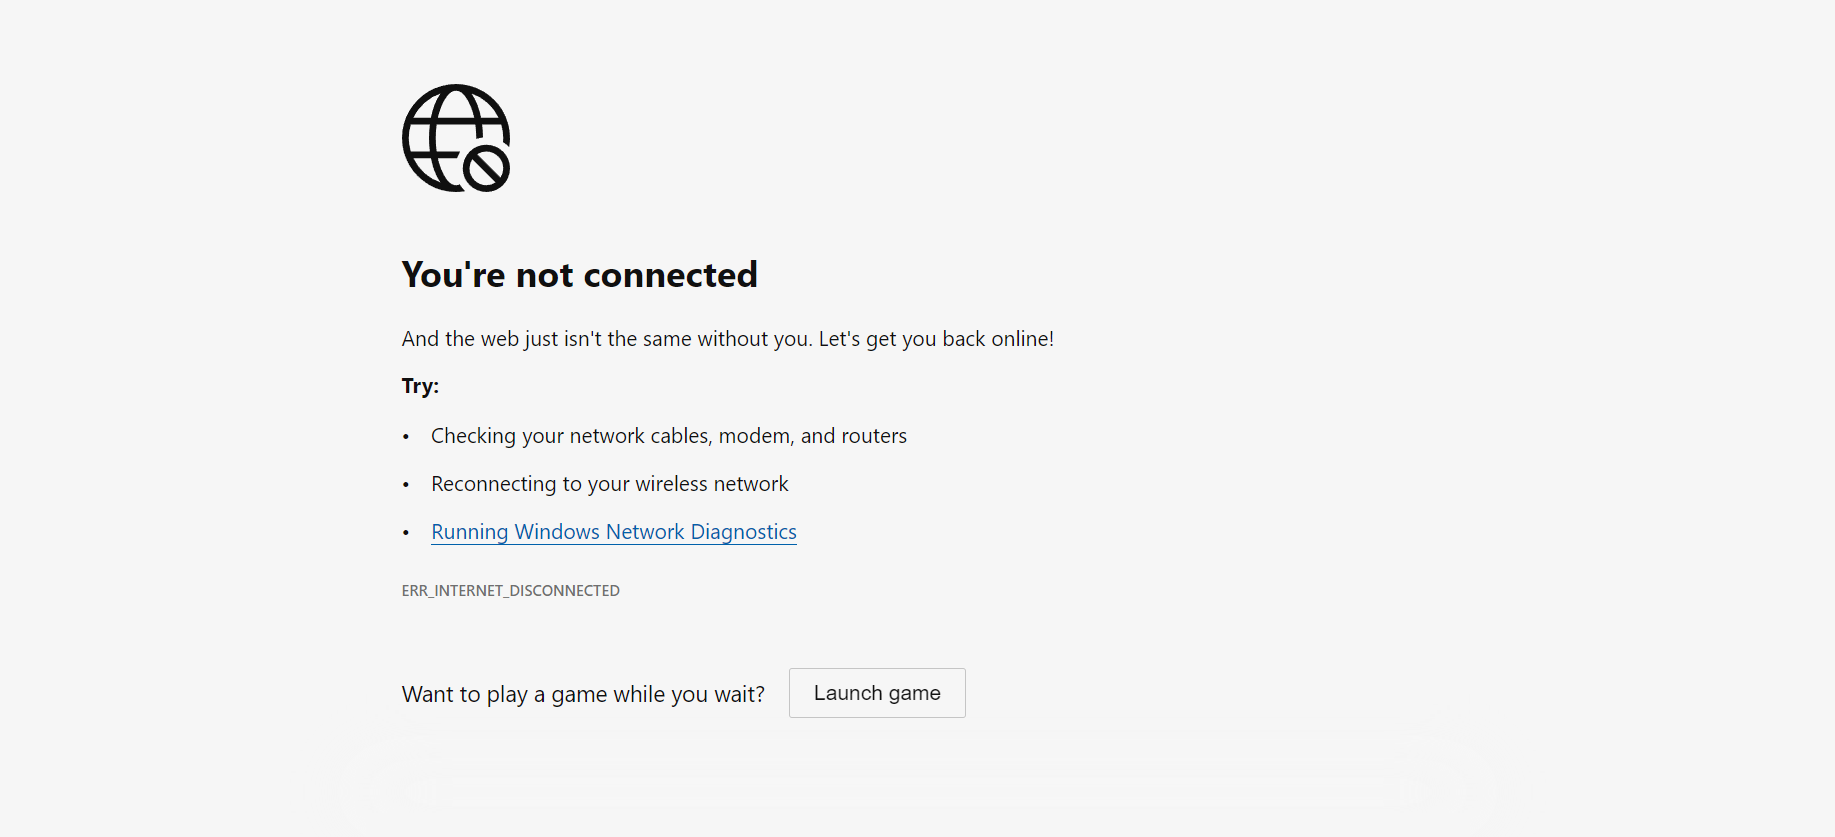 You're not connected
And the web just isn't the same without you. Let's get you back online!
Try:
• Checking your network cables, modem, and routers
• Reconnecting to your wireless network
• Running Windows Network Diagnostics
ERR_INTERNET_DISCONNECTED
Want to play a game while you wait? Launch game